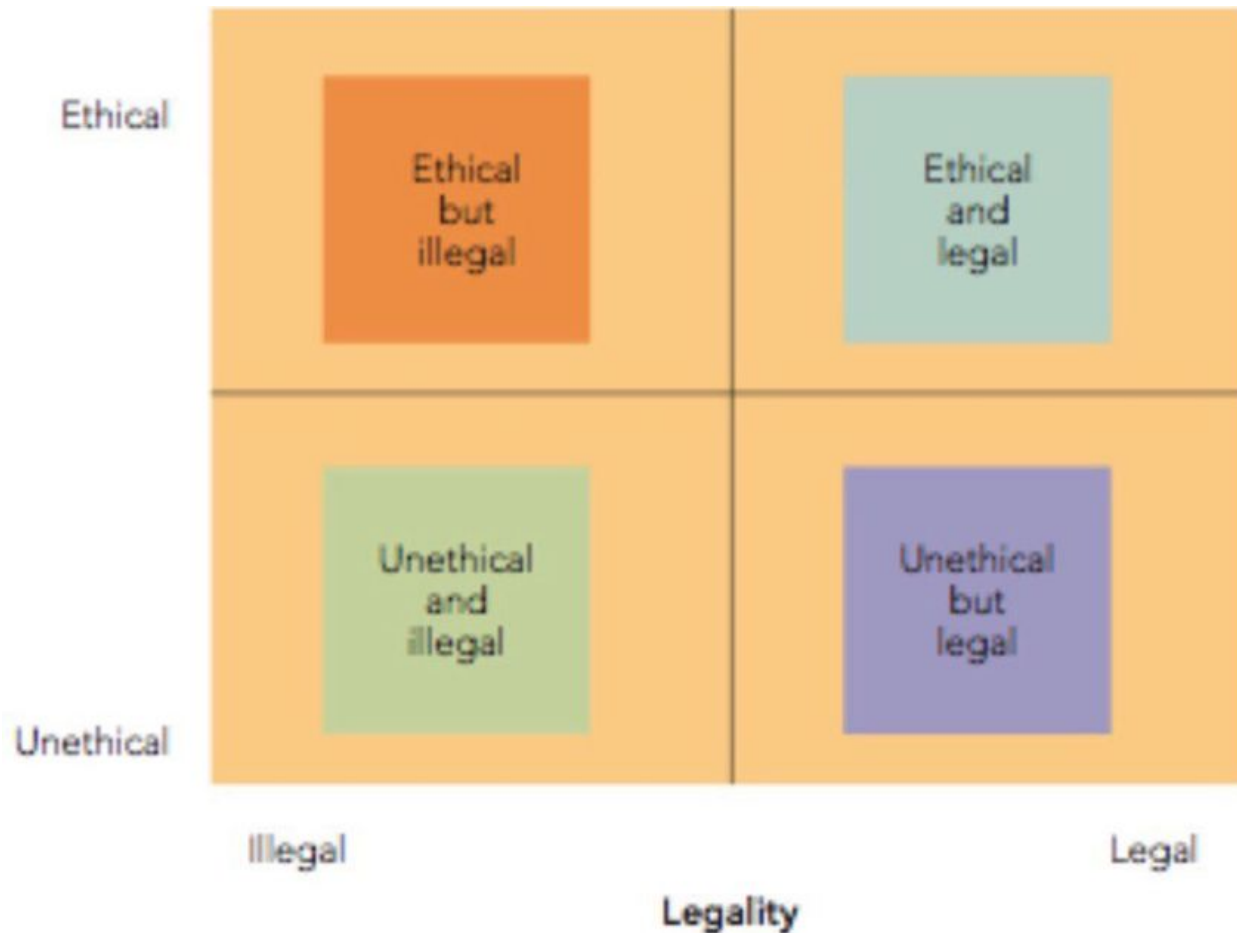 Ethical
Ethical
but
illegal
Ethical
and
legal
Unethical
and
illegal
Unethical
but
legal
Unethical
Illegal
Legal
Legality